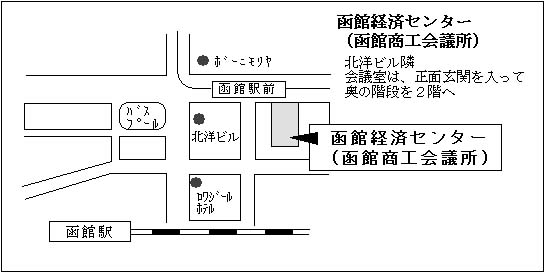 函館経済センター
（函館商工会議所）
北洋ビル隣
会議室は、正面玄関を入って
奥の階段を２階へ
ﾎﾞｰﾆﾓﾘﾔ
函館駅前
ﾊﾞｽ
ﾌﾟｰﾙ
北洋ビル
函館経済センター
（函館商工会議所）
ﾛﾜｼﾞｰﾙ
ﾎﾃﾙ
函館駅